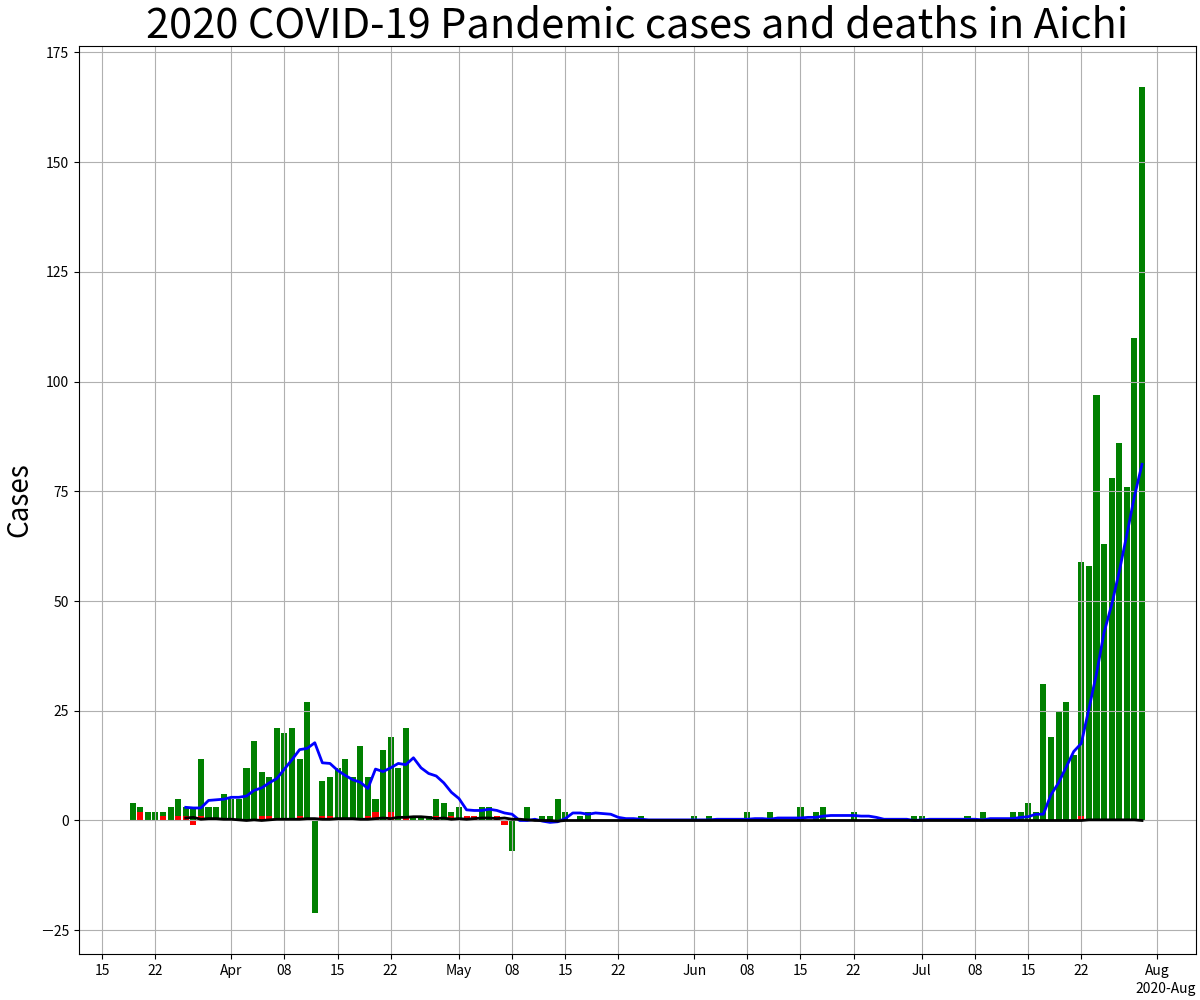 2020 COVID-19 Pandemic cases and deaths in Aichi
175
150
125
100
75
50
25
0
−25
Cases
15 22 Apr 08 15 22 May 08 15 22 Jun 08 15 22 Jul 08 15 22 Aug
2020-Aug